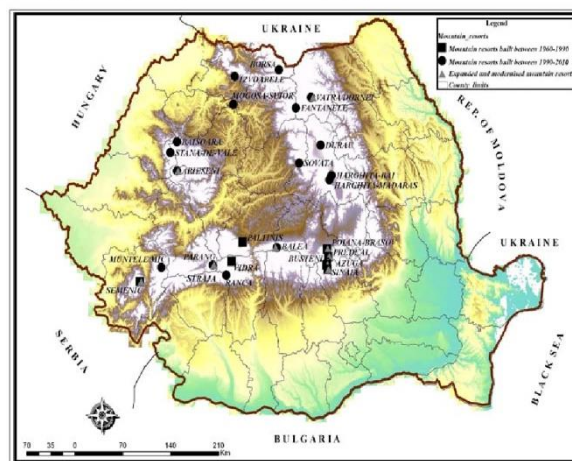 UKRAINE
Legend
Mountain_resorts
Mountain resorts built between 1960-1990
Mountain resorts built between 1990-2010
Expanded and modernised mountain resort
County limits
HUNGARY
REP. OF MOLDOVA
BORSA
IZVOARELE
MOGOSA-SUIOR
VATRA-DORNEI
FANTANELE
BAISOARA
STANA-DE-VALE
ARIESENI
DURAU
SOVATA
HARGHITA-BAI
HARGHITA-MADARAS
UKRAINE
PALTINIS
BALEA
POIANA-BRASOV
PREDEAL
BUSTENI
AZUGA
SINAIA
MUNTELE-MIC
PARANG
VIDRA
STRAJA
RANCA
SEMENIC
SERBIA
BLACK SEA
BULGARIA
70 35 0 70 140 210
Km